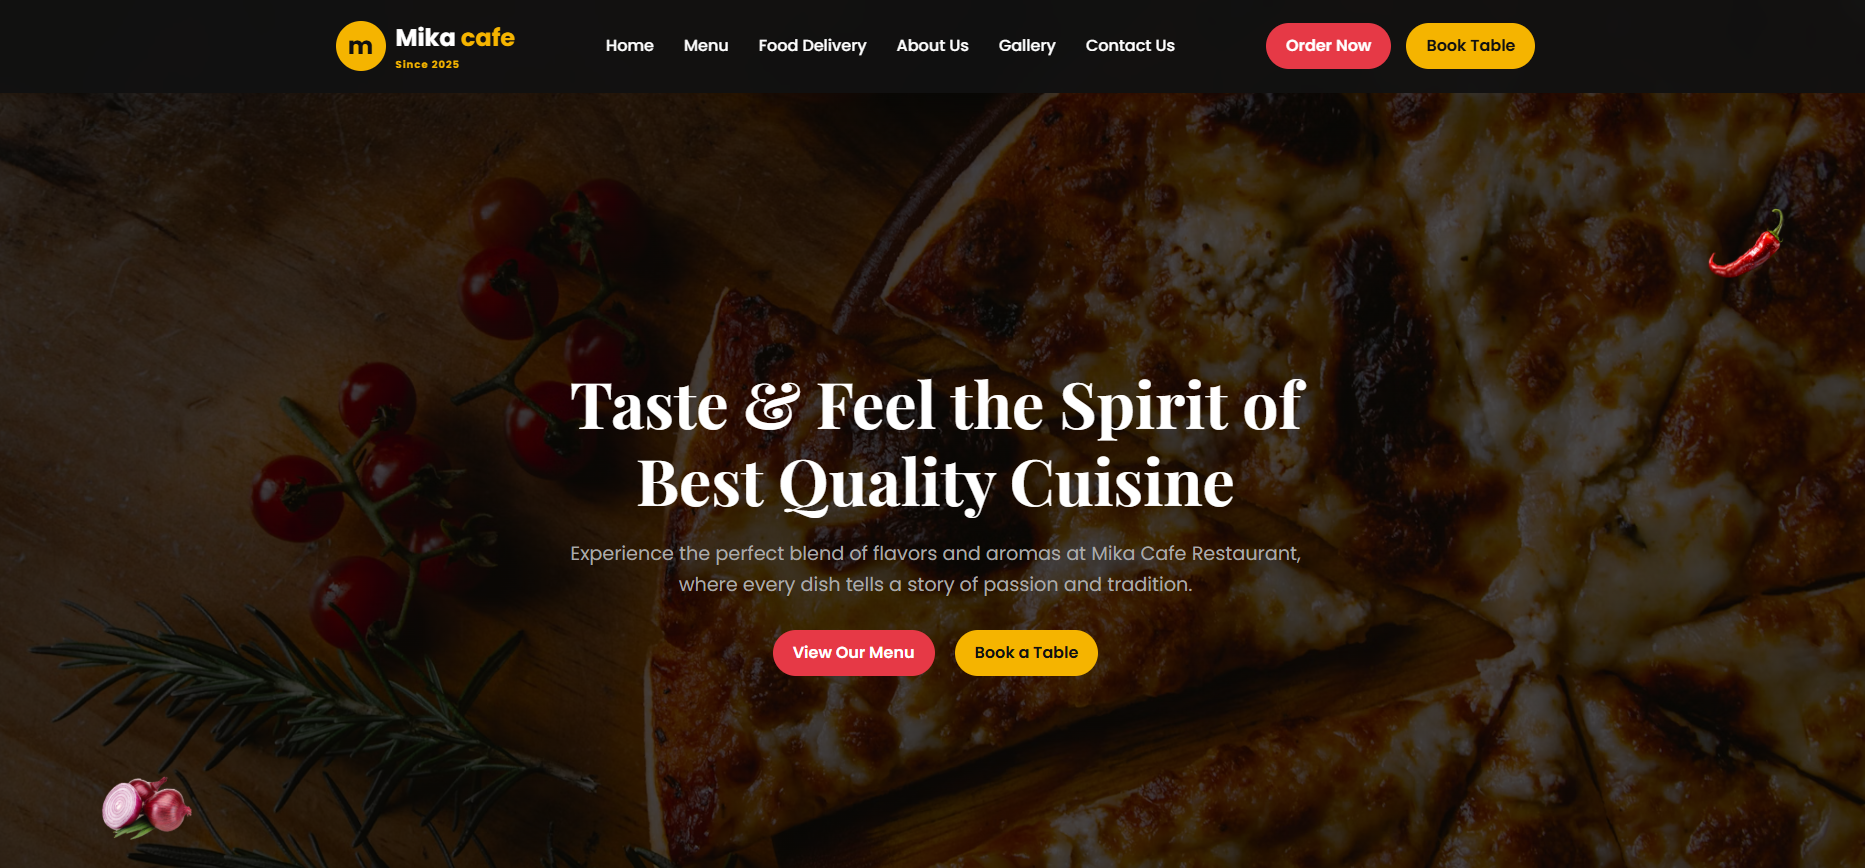 m
Mika cafe
Since 2025
Home
Menu
Food Delivery
About Us
Gallery
Contact Us
Order Now
Book Table
Taste & Feel the Spirit of
Best Quality Cuisine
Experience the perfect blend of flavors and aromas at Mika Cafe Restaurant,
where every dish tells a story of passion and tradition.
View Our Menu
Book a Table